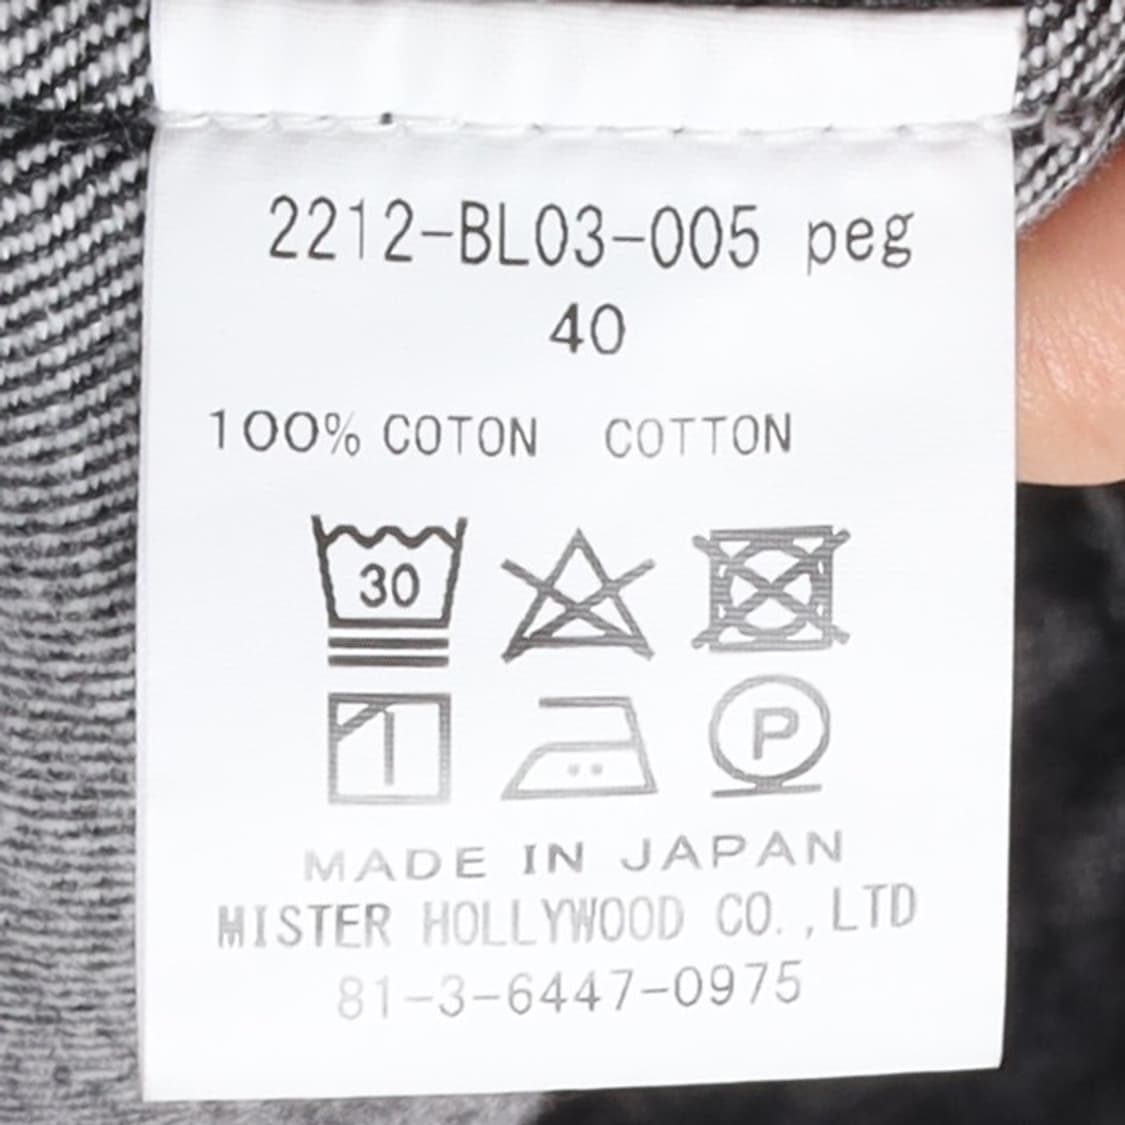 2212-BL03-005 peg
40
100% COTON COTTON
30
P
MADE IN JAPAN
MISTER HOLLYWOOD CO.,LTD
81-3-6447-0975